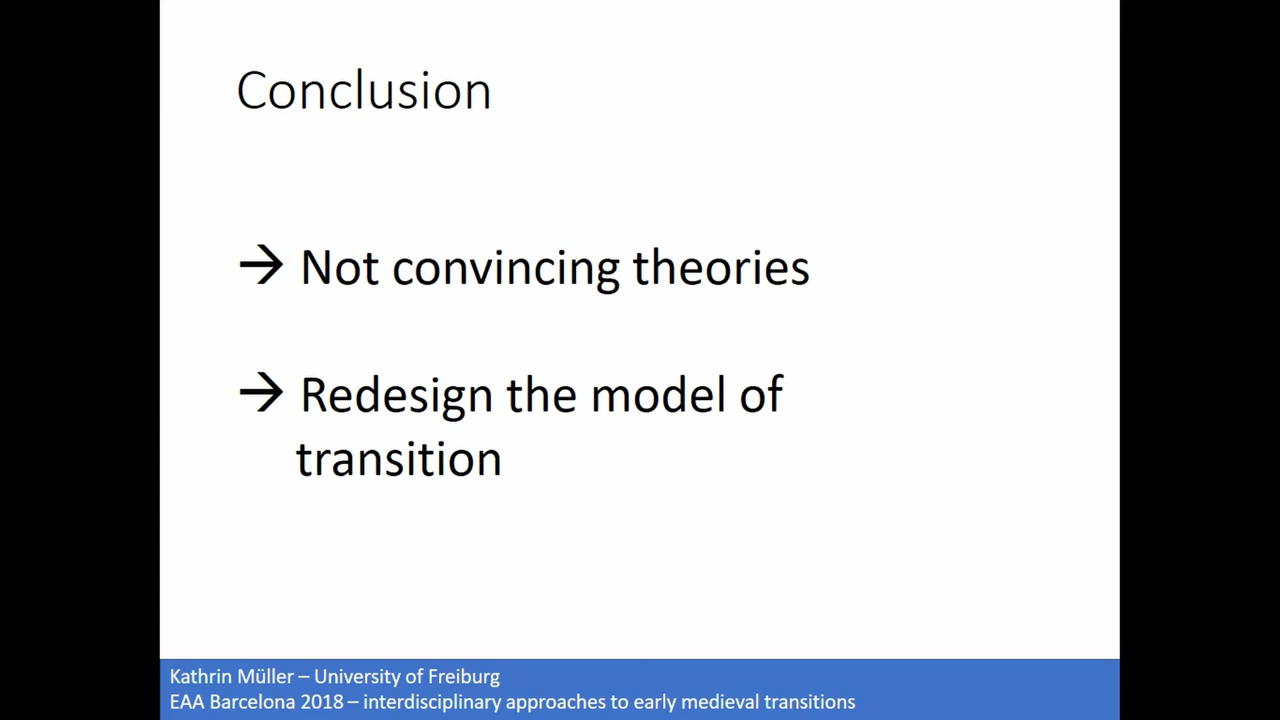 Conclusion
→ Not convincing theories
→ Redesign the model of
transition
Kathrin Müller – University of Freiburg
EAA Barcelona 2018 – interdisciplinary approaches to early medieval transitions